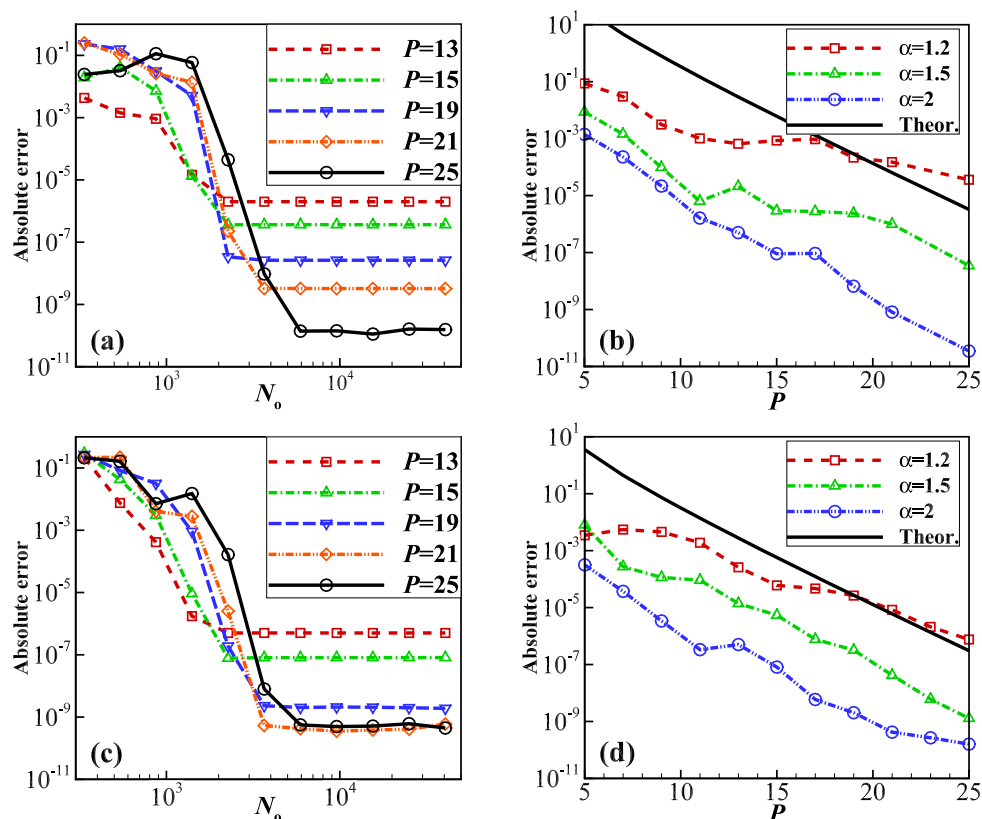 10⁻¹
10⁻³
10⁻⁵
10⁻⁷
10⁻⁹
10⁻¹¹
Absolute error
P=13
P=15
P=19
P=21
P=25
(a)
10³
10⁴
Nₒ
10¹
10⁻¹
10⁻³
10⁻⁵
10⁻⁷
10⁻⁹
10⁻¹¹
Absolute error
α=1.2
α=1.5
α=2
Theor.
(b)
5
10
15
20
25
P
10⁻¹
10⁻³
10⁻⁵
10⁻⁷
10⁻⁹
10⁻¹¹
Absolute error
P=13
P=15
P=19
P=21
P=25
(c)
10³
10⁴
Nₒ
10¹
10⁻¹
10⁻³
10⁻⁵
10⁻⁷
10⁻⁹
10⁻¹¹
Absolute error
α=1.2
α=1.5
α=2
Theor.
(d)
5
10
15
20
25
P